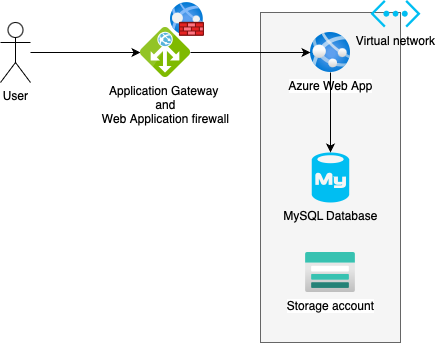 Virtual network
User
Application Gateway
and
Web Application firewall
Azure Web App
My
MySQL Database
Storage account